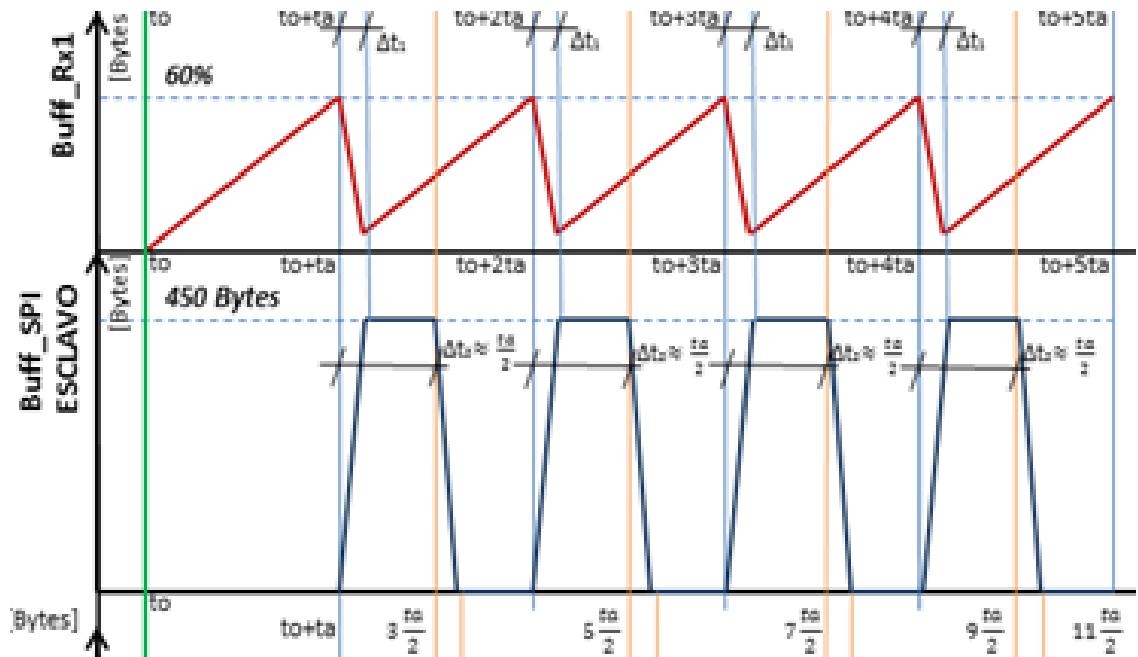 to
to+ta
to+2ta
to+3ta
to+4ta
to+5ta
Δt₁
Δt₁
Δt₁
Δt₁
[Bytes]
Buff_Rx1
60%
to
to+ta
to+2ta
to+3ta
to+4ta
to+5ta
[Bytes]
Buff_SPI
ESCLAVO
450 Bytes
Δt₂ ≈ ta/2
Δt₂ ≈ ta/2
Δt₂ ≈ ta/2
Δt₂ ≈ ta/2
to
[Bytes]
to+ta
3 ta/2
5 ta/2
7 ta/2
9 ta/2
11 ta/2